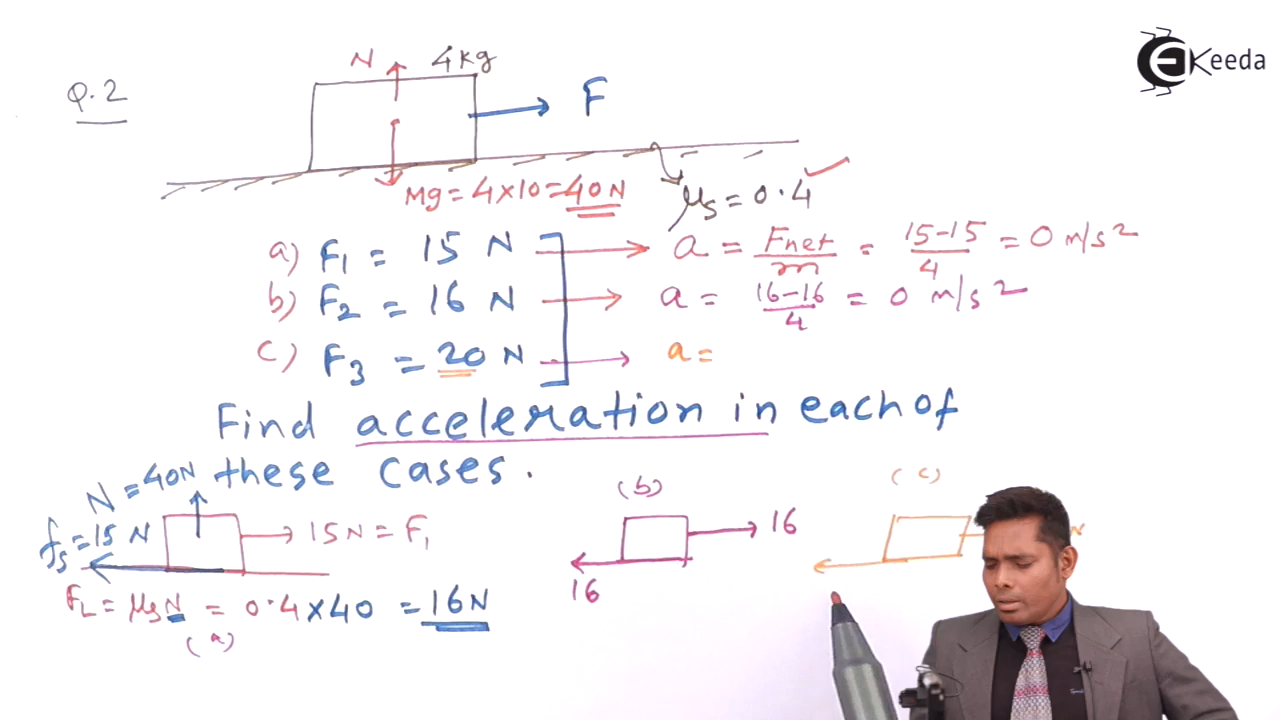 EKeeda
Q.2
N 4kg
F
Mg = 4×10 = 40N
μs = 0.4
a) F1 = 15 N → a = Fnet/m = 15-15/4 = 0 m/s2
b) F2 = 16 N → a = 16-16/4 = 0 m/s2
c) F3 = 20 N → a =
Find acceleration in each of
these cases.
N = 40N
fs = 15 N
15N = F1
FL = μsN = 0.4×40 = 16N
(a)
(b)
16
16
(c)